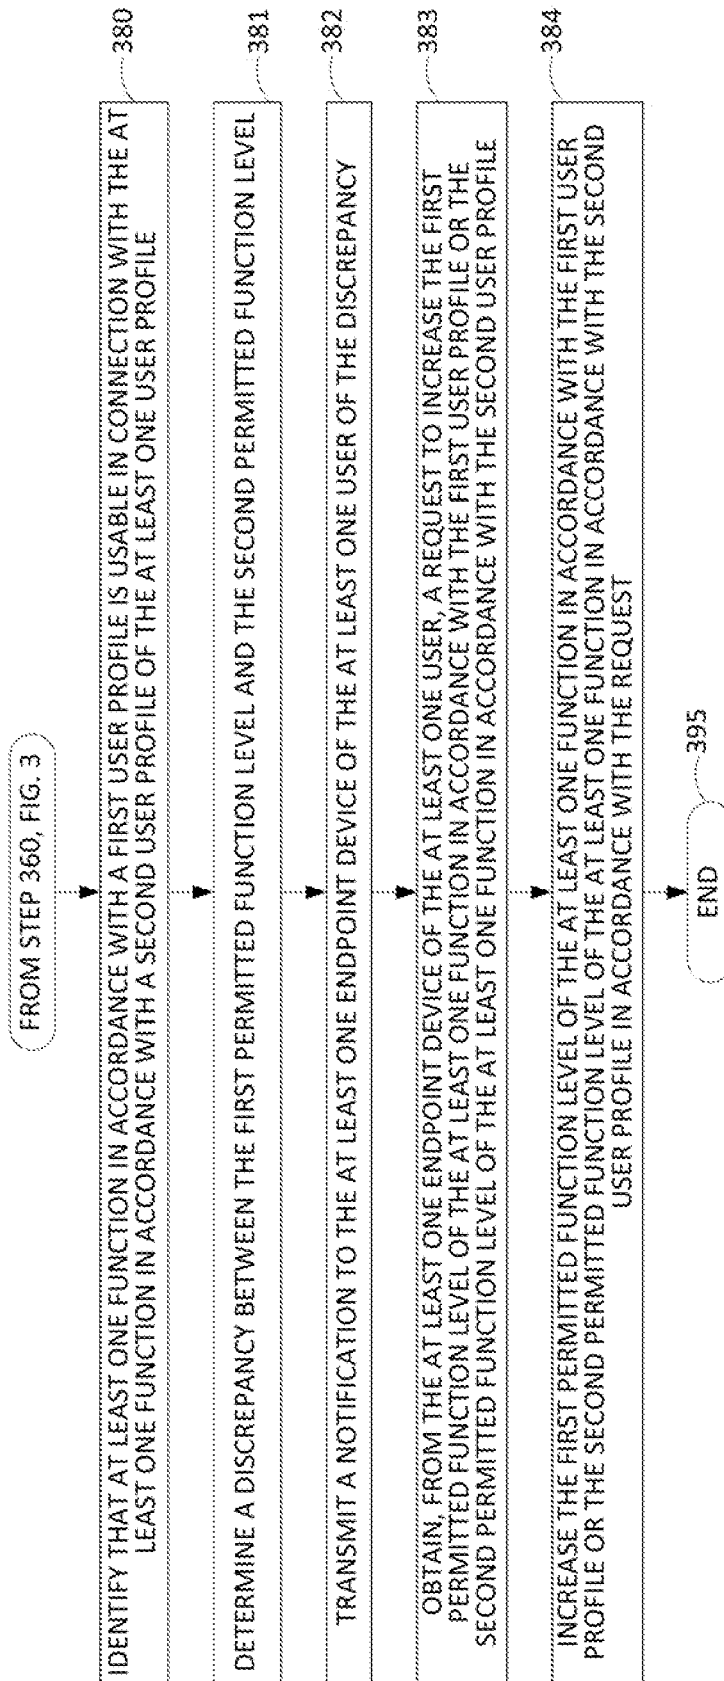 FROM STEP 360, FIG. 3
380
IDENTIFY THAT AT LEAST ONE FUNCTION IN ACCORDANCE WITH A FIRST USER PROFILE IS USABLE IN CONNECTION WITH THE AT
LEAST ONE FUNCTION IN ACCORDANCE WITH A SECOND USER PROFILE OF THE AT LEAST ONE USER PROFILE
381
DETERMINE A DISCREPANCY BETWEEN THE FIRST PERMITTED FUNCTION LEVEL AND THE SECOND PERMITTED FUNCTION LEVEL
382
TRANSMIT A NOTIFICATION TO THE AT LEAST ONE ENDPOINT DEVICE OF THE AT LEAST ONE USER OF THE DISCREPANCY
383
OBTAIN, FROM THE AT LEAST ONE ENDPOINT DEVICE OF THE AT LEAST ONE USER, A REQUEST TO INCREASE THE FIRST
PERMITTED FUNCTION LEVEL OF THE AT LEAST ONE FUNCTION IN ACCORDANCE WITH THE FIRST USER PROFILE OR THE
SECOND PERMITTED FUNCTION LEVEL OF THE AT LEAST ONE FUNCTION IN ACCORDANCE WITH THE SECOND USER PROFILE
384
INCREASE THE FIRST PERMITTED FUNCTION LEVEL OF THE AT LEAST ONE FUNCTION IN ACCORDANCE WITH THE FIRST USER
PROFILE OR THE SECOND PERMITTED FUNCTION LEVEL OF THE AT LEAST ONE FUNCTION IN ACCORDANCE WITH THE SECOND
USER PROFILE IN ACCORDANCE WITH THE REQUEST
395
END